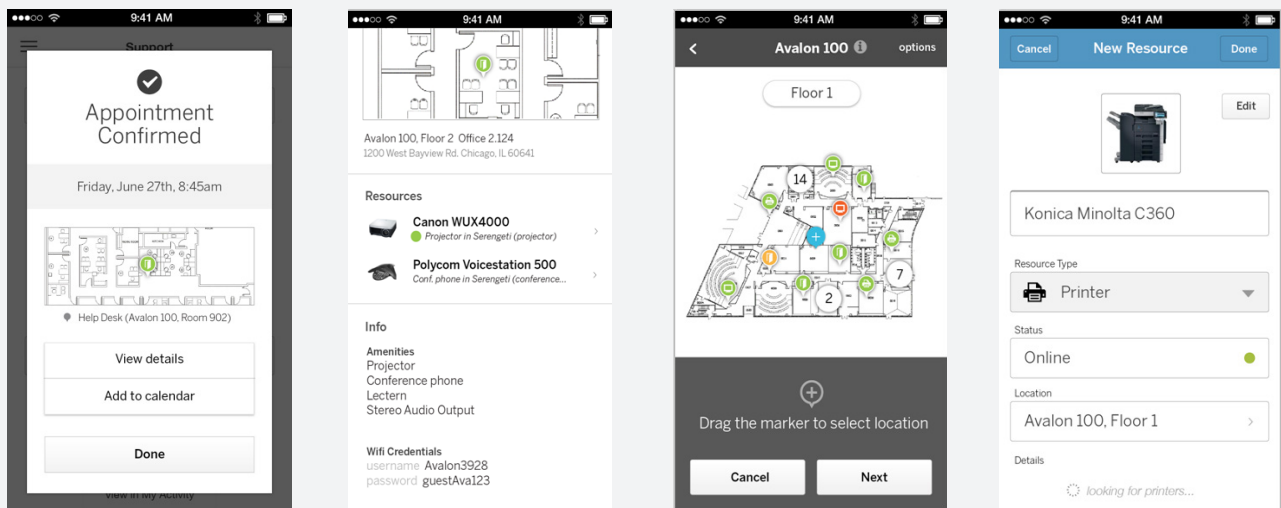 9:41 AM
Support
Appointment
Confirmed
Friday, June 27th, 8:45am
Help Desk (Avalon 100, Room 902)
View details
Add to calendar
Done
View in My Activity
9:41 AM
Avalon 100, Floor 2 Office 2.124
1200 West Bayview Rd. Chicago, IL 60641
Resources
Canon WUX4000
Projector in Serengeti (projector)
Polycom Voicestation 500
Conf. phone in Serengeti (conference...
Info
Amenities
Projector
Conference phone
Lectern
Stereo Audio Output
Wifi Credentials
username Avalon3928
password guestAva123
9:41 AM
Avalon 100 options
Floor 1
14
7
2
Drag the marker to select location
Cancel Next
9:41 AM
Cancel New Resource Done
Edit
Konica Minolta C360
Resource Type
Printer
Status
Online
Location
Avalon 100, Floor 1
Details
looking for printers...